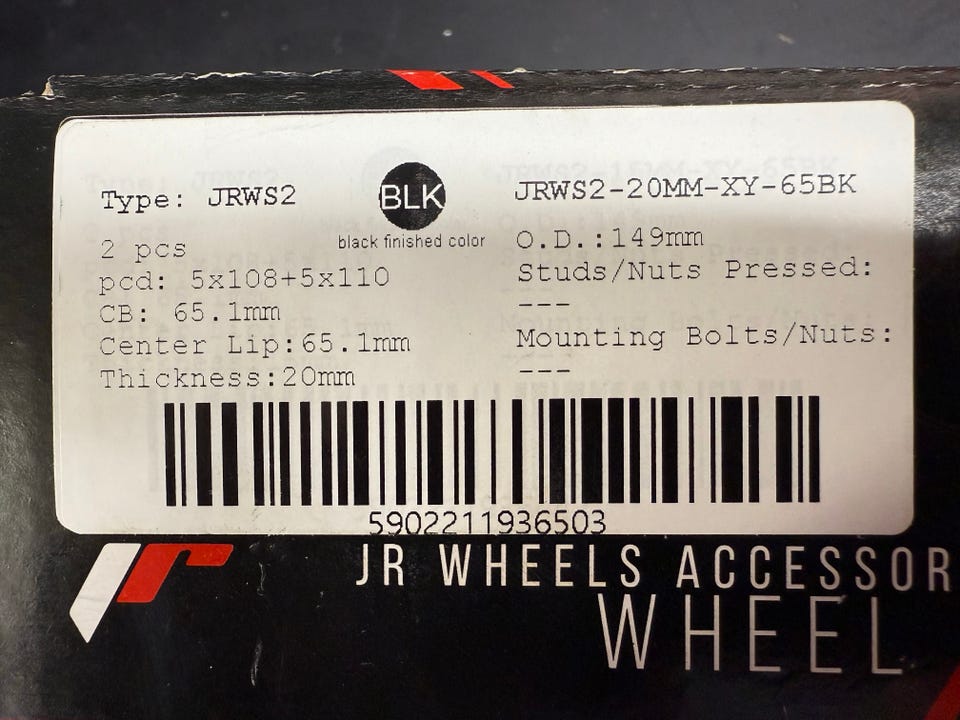 Type: JRWS2
BLK
black finished color
JRWS2-20MM-XY-65BK
2 pcs
pcd: 5x108+5x110
CB: 65.1mm
Center Lip:65.1mm
Thickness:20mm
O.D.:149mm
Studs/Nuts Pressed:
---
Mounting Bolts/Nuts:
---
5902211936503
JR WHEELS ACCESSOR
WHEEL